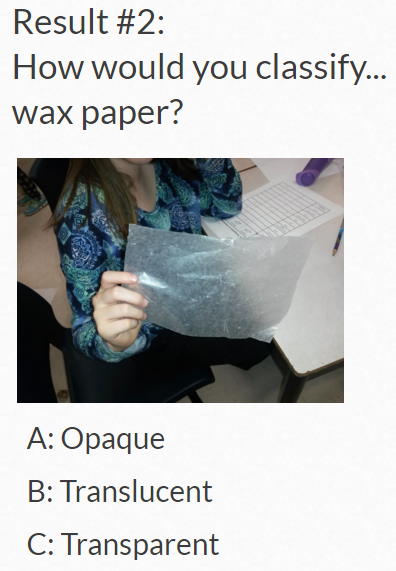 Result #2:
How would you classify...
wax paper?
A: Opaque
B: Translucent
C: Transparent